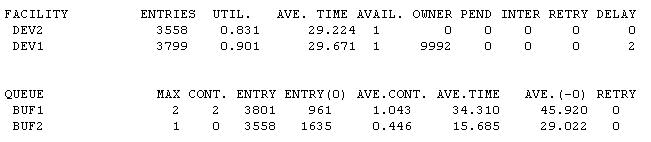 FACILITY ENTRIES UTIL. AVE. TIME AVAIL. OWNER PEND INTER RETRY DELAY
DEV2 3558 0.831 29.224 1 0 0 0 0 0
DEV1 3799 0.901 29.671 1 9992 0 0 0 2
QUEUE MAX CONT. ENTRY ENTRY(0) AVE.CONT. AVE.TIME AVE.(-0) RETRY
BUF1 2 2 3801 961 1.043 34.310 45.920 0
BUF2 1 0 3558 1635 0.446 15.685 29.022 0